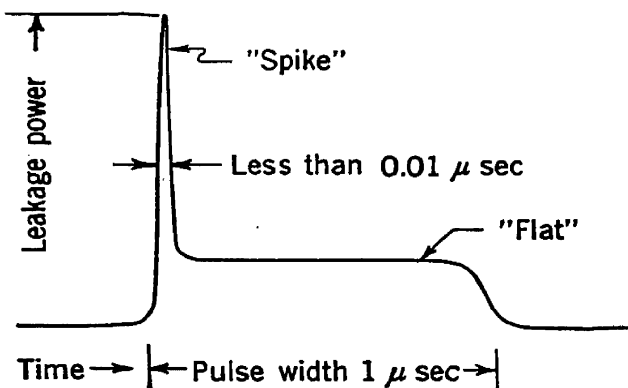 "Spike"
Leakage power
Less than 0.01 μ sec
"Flat"
Time
Pulse width 1 μ sec